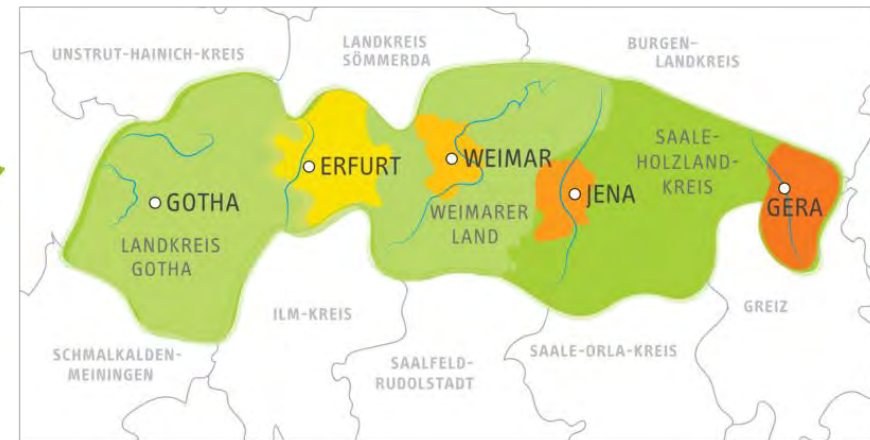 UNSTRUT-HAINICH-KREIS
LANDKREIS
SÖMMERDA
BURGEN-
LANDKREIS
ERFURT
WEIMAR
SAALE-
HOLZLAND-
KREIS
GOTHA
JENA
GERA
WEIMARER
LAND
LANDKREIS
GOTHA
ILM-KREIS
GREIZ
SCHMALKALDEN-
MEININGEN
SAALFELD-
RUDOLSTADT
SAALE-ORLA-KREIS